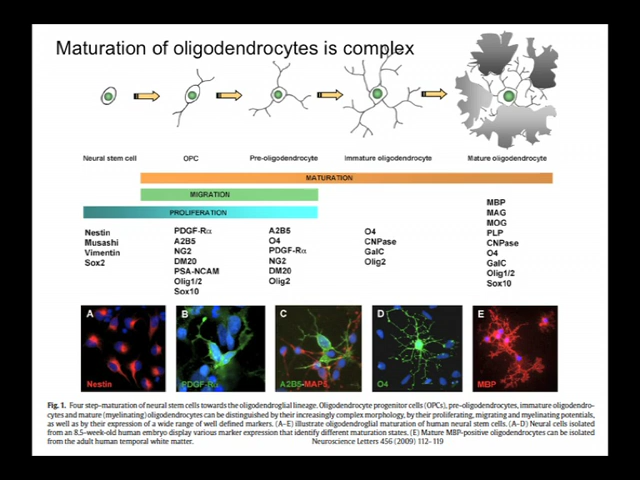 Maturation of oligodendrocytes is complex
Neural stem cell
OPC
Pre-oligodendrocyte
Immature oligodendrocyte
Mature oligodendrocyte
MATURATION
MIGRATION
PROLIFERATION
Nestin
Musashi
Vimentin
Sox2
PDGF-Rα
A2B5
NG2
DM20
PSA-NCAM
Olig1/2
Sox10
A2B5
O4
PDGF-Rα
NG2
DM20
Olig2
O4
CNPase
GalC
Olig2
MBP
MAG
MOG
PLP
CNPase
O4
GalC
Olig1/2
Sox10
A
Nestin
B
PDGF-Rα
C
A2B5-MAP5
D
O4
E
MBP
Fig. 1. Four step-maturation of neural stem cells towards the oligodendroglial lineage. Oligodendrocyte progenitor cells (OPCs), pre-oligodendrocytes, immature oligodendro-
cytes and mature (myelinating) oligodendrocytes can be distinguished by their increasingly complex morphology, by their proliferating, migrating and myelinating potentials,
as well as by their expression of a wide range of well defined markers. (A–E) illustrate oligodendroglial maturation of human neural stem cells. (A–D) Neural cells isolated
from an 8.5-week-old human embryo display various marker expression that identify different maturation states. (E) Mature MBP-positive oligodendrocytes can be isolated
from the adult human temporal white matter.
Neuroscience Letters 456 (2009) 112–119